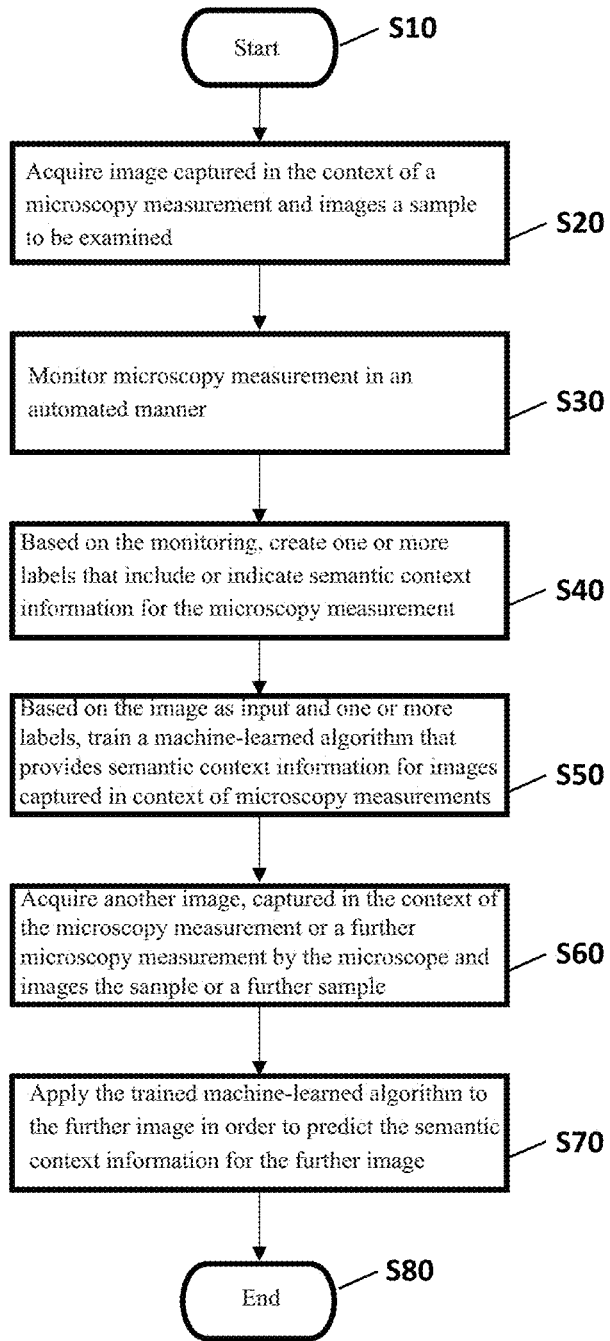 Start
S10
Acquire image captured in the context of a
microscopy measurement and images a sample
to be examined
S20
Monitor microscopy measurement in an
automated manner
S30
Based on the monitoring, create one or more
labels that include or indicate semantic context
information for the microscopy measurement
S40
Based on the image as input and one or more
labels, train a machine-learned algorithm that
provides semantic context information for images
captured in context of microscopy measurements
S50
Acquire another image, captured in the context of
the microscopy measurement or a further
microscopy measurement by the microscope and
images the sample or a further sample
S60
Apply the trained machine-learned algorithm to
the further image in order to predict the semantic
context information for the further image
S70
End
S80